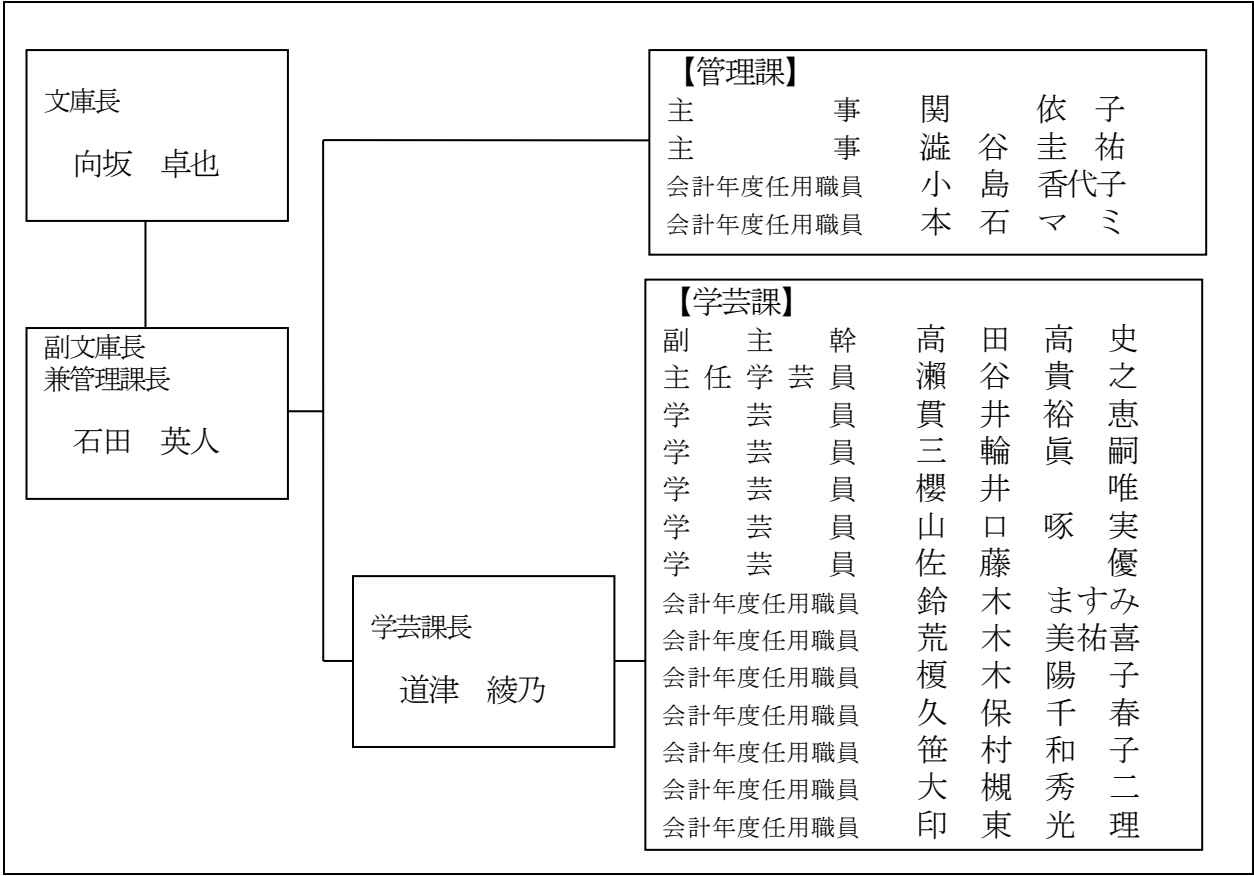 文庫長
向坂　卓也
副文庫長
兼管理課長
石田　英人
【管理課】
主事　関　依子
主事　澁谷圭祐
会計年度任用職員　小島香代子
会計年度任用職員　本石マミ
学芸課長
道津　綾乃
【学芸課】
副主幹　高田高史
主任学芸員　瀬谷貴之
学芸員　貫井裕恵
学芸員　三輪眞嗣
学芸員　櫻井　唯
学芸員　山口啄実
学芸員　佐藤　優
会計年度任用職員　鈴木ますみ
会計年度任用職員　荒木美祐喜
会計年度任用職員　榎木陽子
会計年度任用職員　久保千春
会計年度任用職員　笹村和子
会計年度任用職員　大槻秀二
会計年度任用職員　印東光理